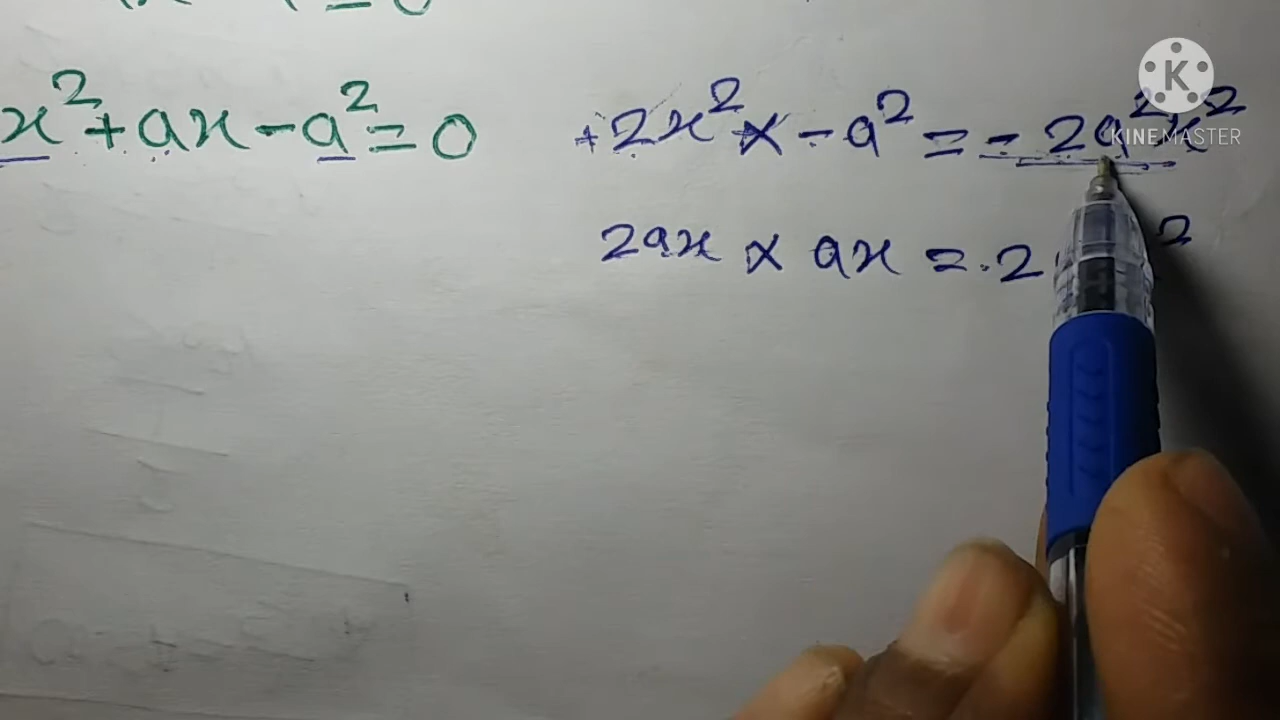 x² + ax - a² = 0
+2x² × -a² = -2a²x²
2ax × ax = 2
K
KINEMASTER